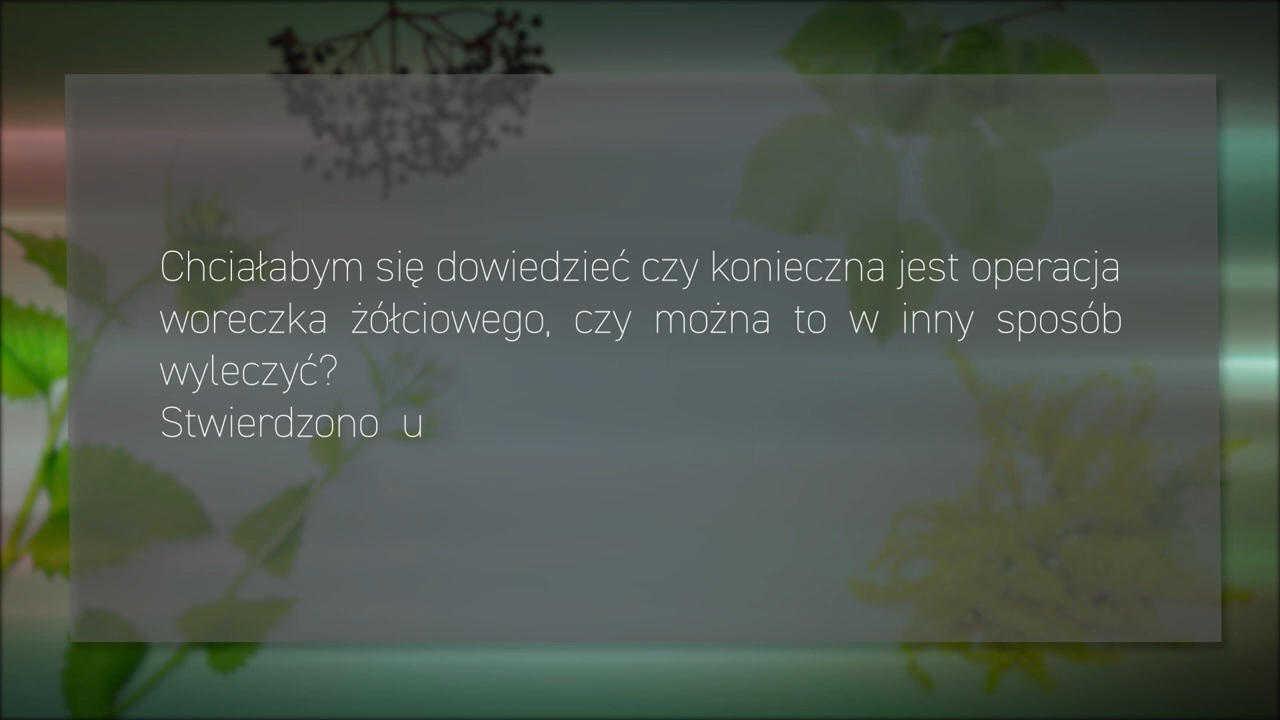 Chciałabym się dowiedzieć czy konieczna jest operacja
woreczka żółciowego, czy można to w inny sposób
wyleczyć?
Stwierdzono u